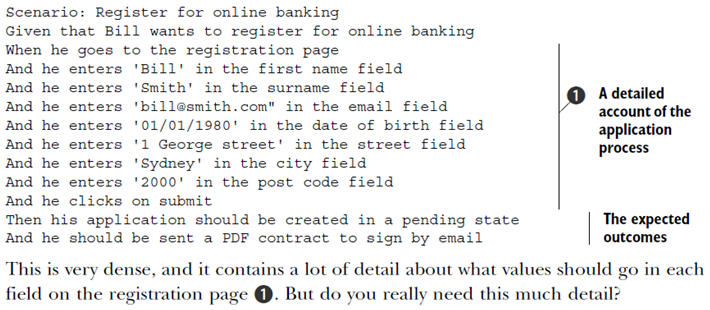 Scenario: Register for online banking
Given that Bill wants to register for online banking
When he goes to the registration page
And he enters 'Bill' in the first name field
And he enters 'Smith' in the surname field
And he enters 'bill@smith.com" in the email field
And he enters '01/01/1980' in the date of birth field
And he enters '1 George street' in the street field
And he enters 'Sydney' in the city field
And he enters '2000' in the post code field
And he clicks on submit
Then his application should be created in a pending state
And he should be sent a PDF contract to sign by email
❶ A detailed
account of the
application
process
The expected
outcomes
This is very dense, and it contains a lot of detail about what values should go in each
field on the registration page ❶. But do you really need this much detail?